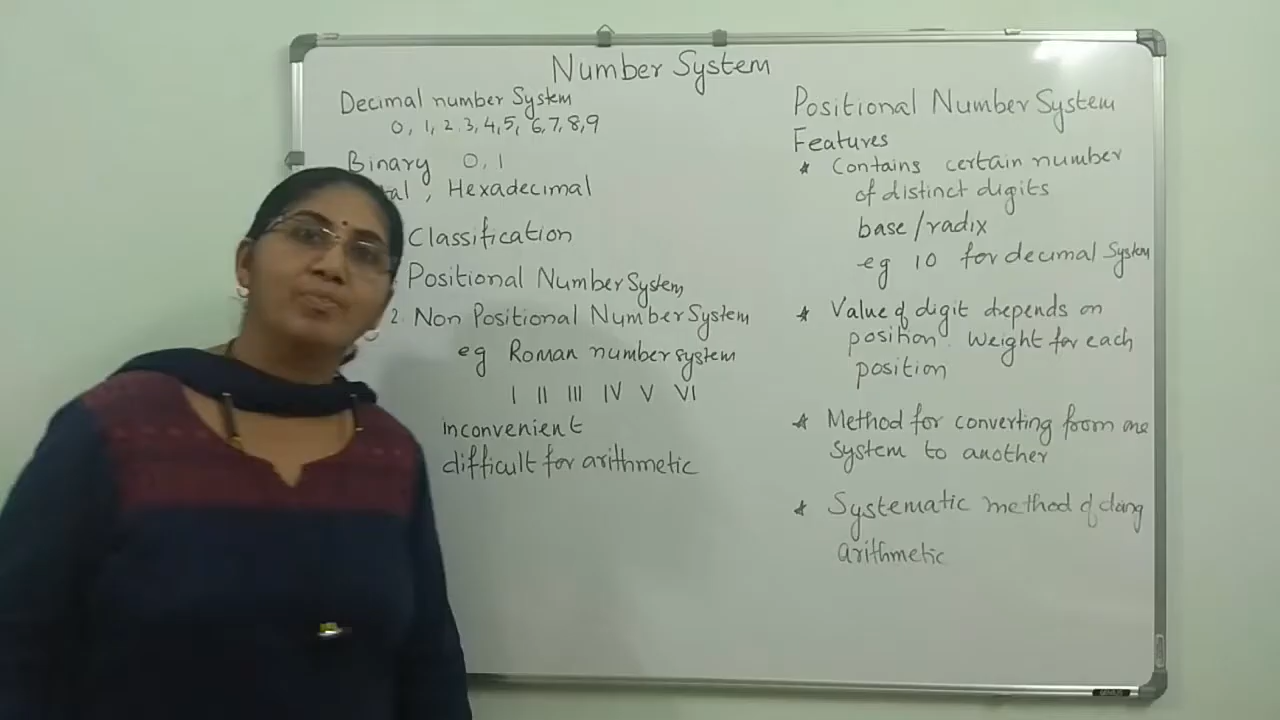 Number System
Decimal number System
0, 1, 2, 3, 4, 5, 6, 7, 8, 9
Binary 0, 1
tal, Hexadecimal
Classification
Positional Number System
2. Non Positional Number System
eg Roman number system
I II III IV V VI
inconvenient
difficult for arithmetic
Positional Number System
Features
* Contains certain number
of distinct digits
base/radix
eg 10 for decimal System
* Value of digit depends on
position. Weight for each
position
* Method for converting from one
system to another
* Systematic method of doing
arithmetic